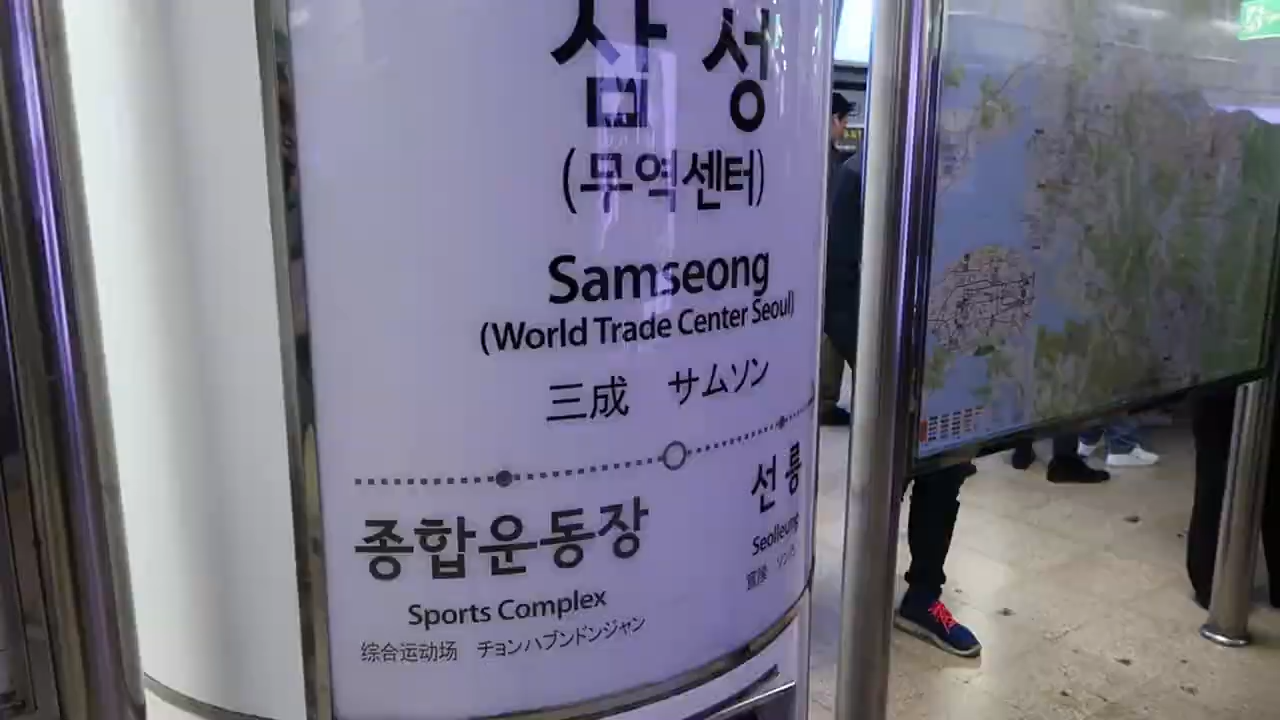 삼성
(무역센터)
Samseong
(World Trade Center Seoul)
三成 サムソン
종합운동장
Sports Complex
综合运动场 チョンハブンドンジャン
선릉
Seolleung
宣陵